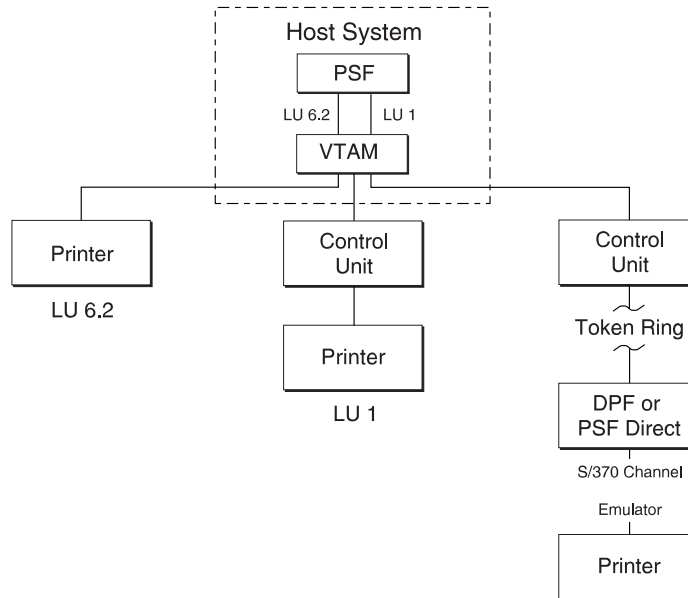 Host System
PSF
LU 6.2
LU 1
VTAM
Printer
LU 6.2
Control
Unit
Printer
LU 1
Control
Unit
Token Ring
DPF or
PSF Direct
S/370 Channel
Emulator
Printer